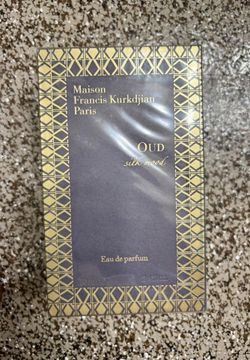 Maison
Francis Kurkdjian
Paris
OUD
silk mood
Eau de parfum